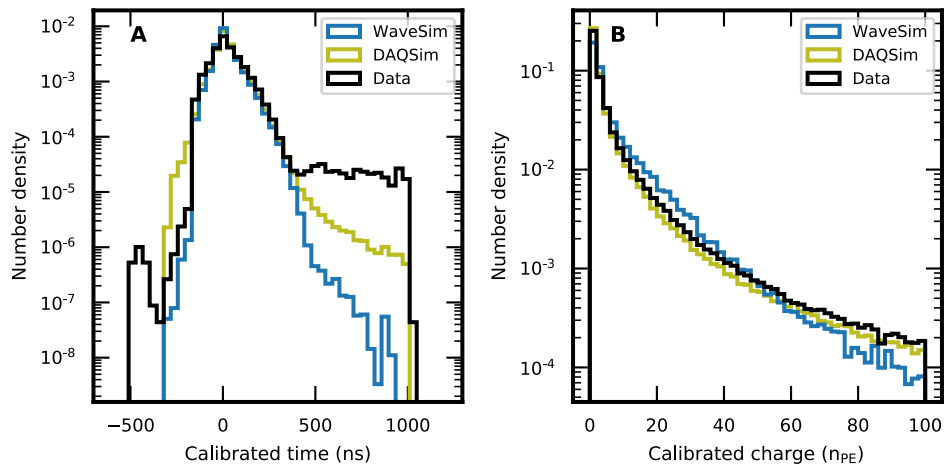 A
WaveSim
DAQSim
Data
Number density
10⁻²
10⁻³
10⁻⁴
10⁻⁵
10⁻⁶
10⁻⁷
10⁻⁸
−500
0
500
1000
Calibrated time (ns)
B
WaveSim
DAQSim
Data
Number density
10⁻¹
10⁻²
10⁻³
10⁻⁴
0
20
40
60
80
100
Calibrated charge (n_PE)